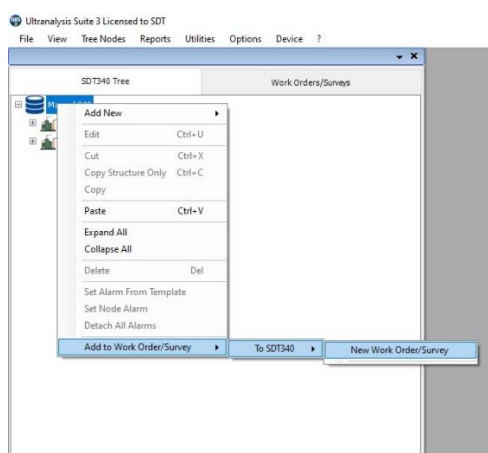 Ultranalysis Suite 3 Licensed to SDT
File View Tree Nodes Reports Utilities Options Device ?
SDT340 Tree Work Orders/Surveys
Add New
Edit Ctrl+U
Cut Ctrl+X
Copy Structure Only Ctrl+C
Copy
Paste Ctrl+V
Expand All
Collapse All
Delete Del
Set Alarm From Template
Set Node Alarm
Detach All Alarms
Add to Work Order/Survey To SDT340 New Work Order/Survey